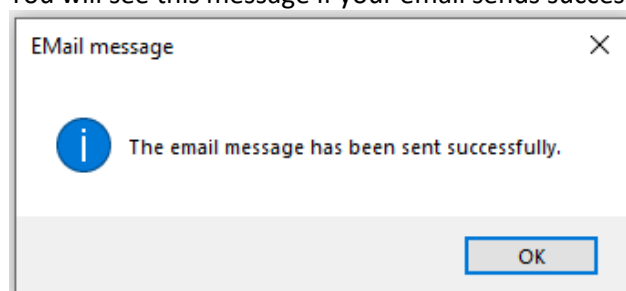 You will see this message if your email sends succes
EMail message
The email message has been sent successfully.
OK